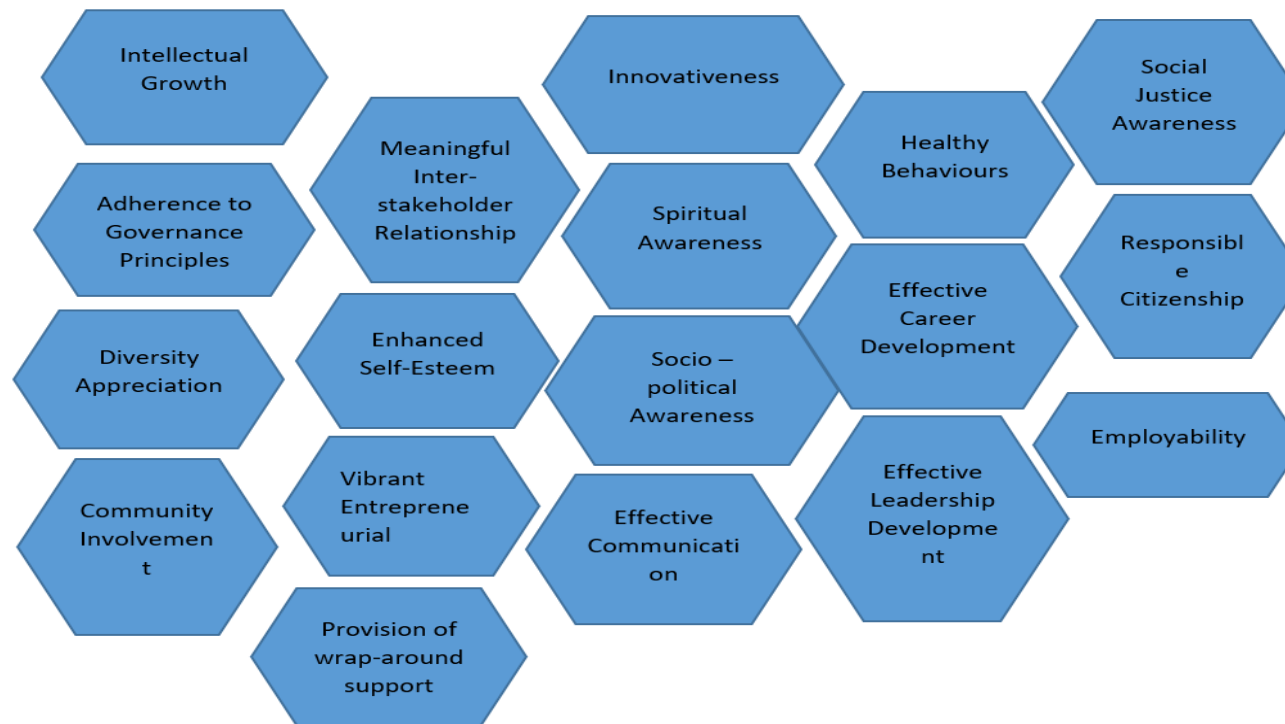 Intellectual
Growth
Adherence to
Governance
Principles
Diversity
Appreciation
Community
Involvemen
t
Meaningful
Inter-
stakeholder
Relationship
Enhanced
Self-Esteem
Vibrant
Entreprene
urial
Provision of
wrap-around
support
Innovativeness
Spiritual
Awareness
Socio –
political
Awareness
Effective
Communicati
on
Healthy
Behaviours
Effective
Career
Development
Effective
Leadership
Developme
nt
Social
Justice
Awareness
Responsibl
e
Citizenship
Employability